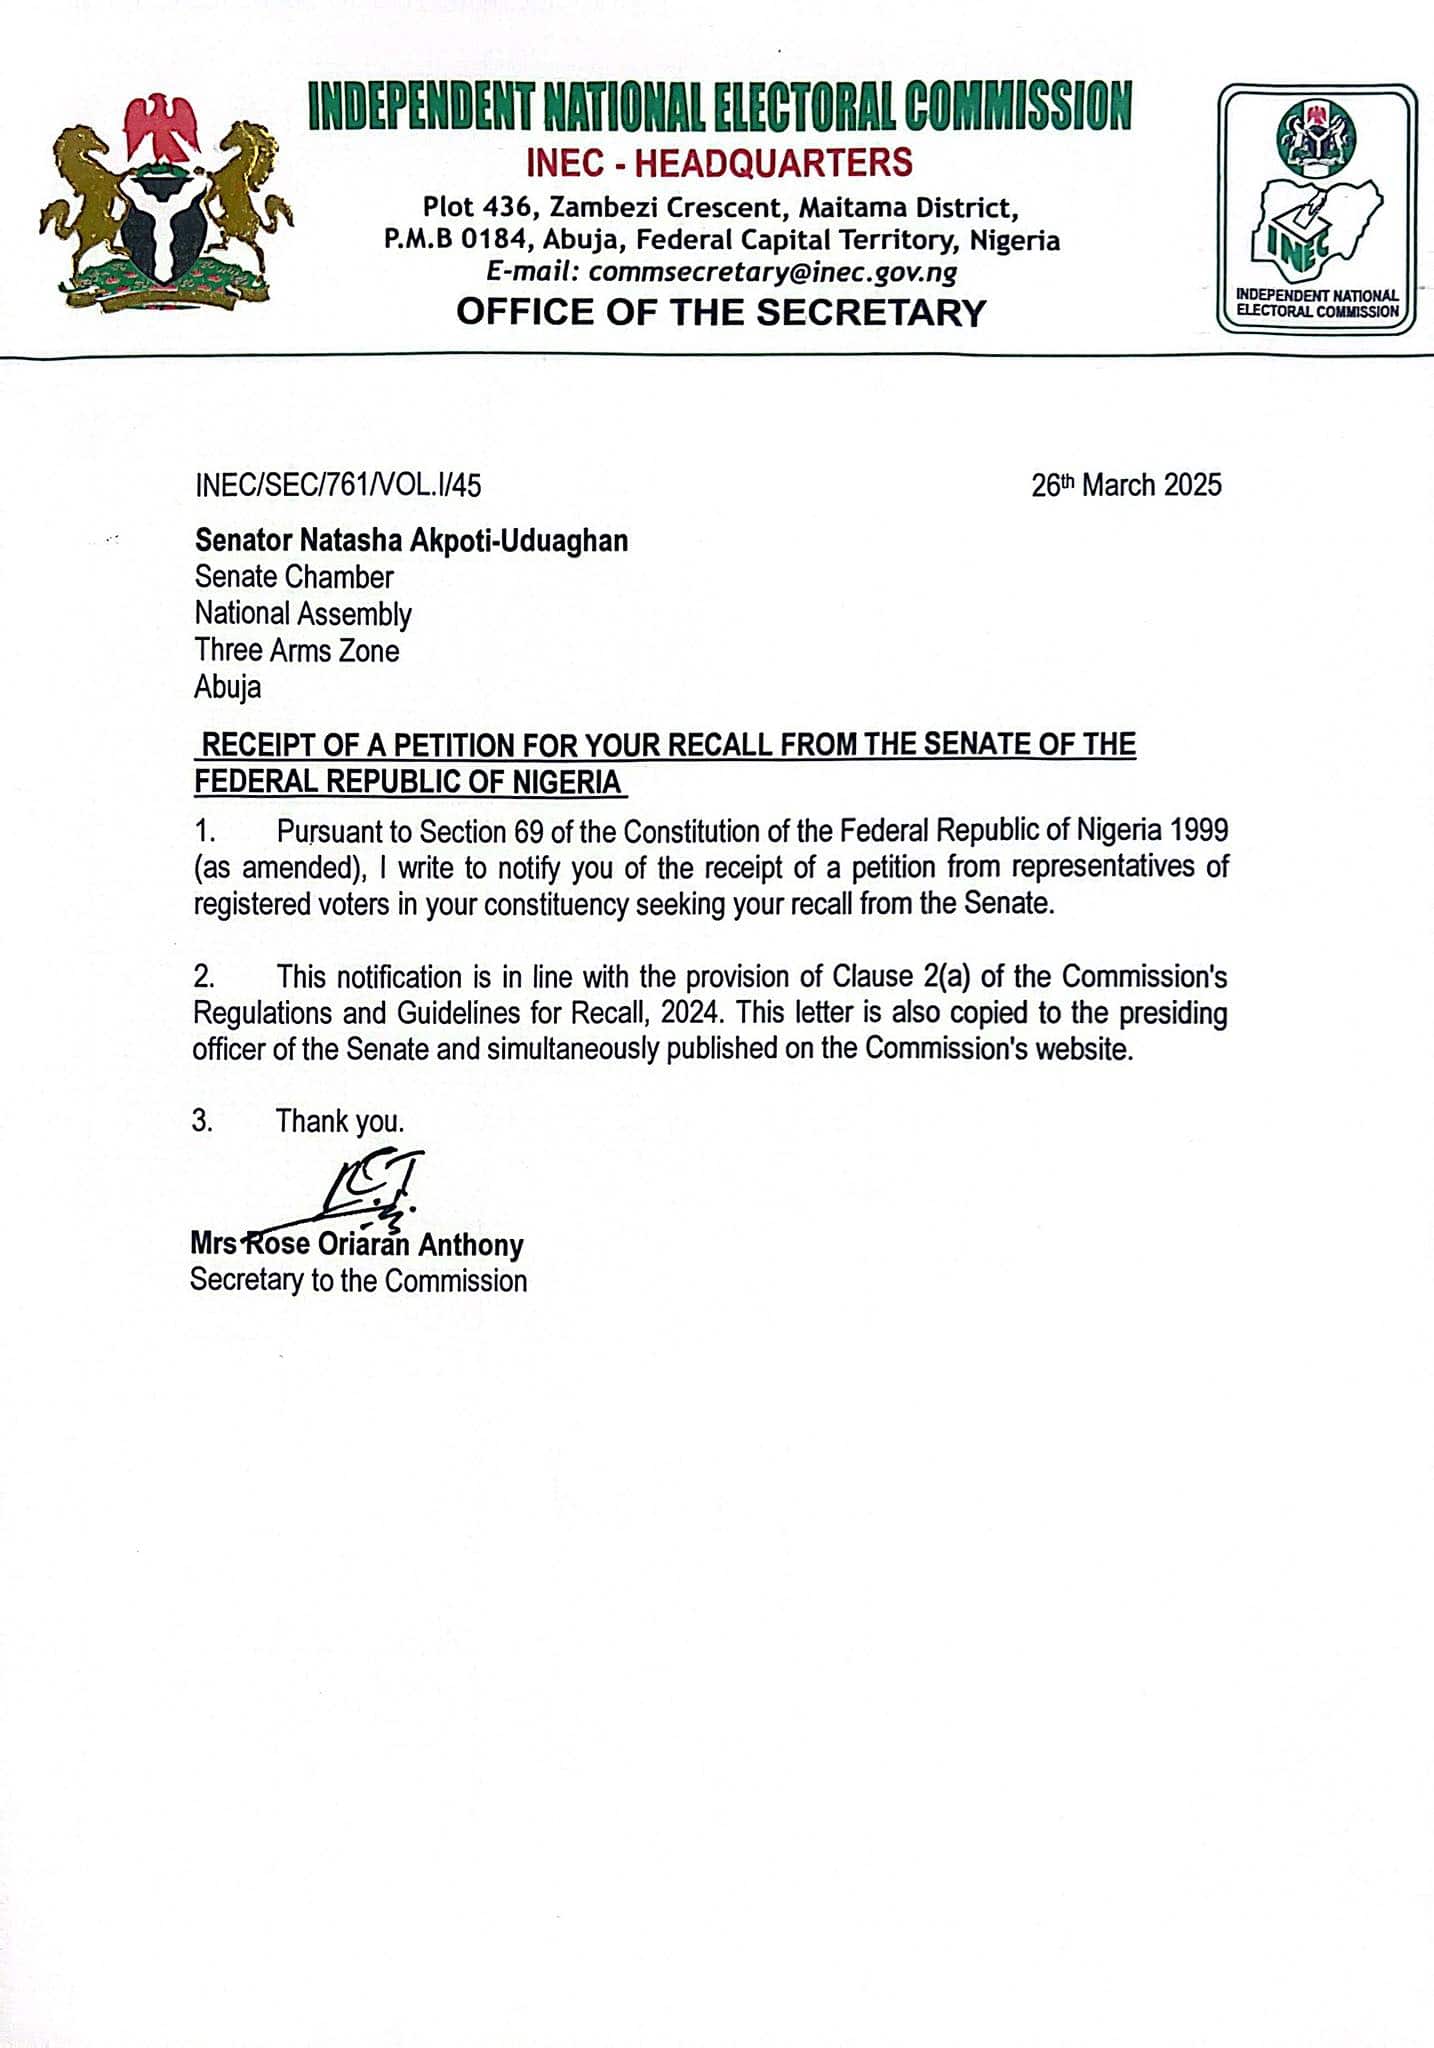 INDEPENDENT NATIONAL ELECTORAL COMMISSION
INEC - HEADQUARTERS
Plot 436, Zambezi Crescent, Maitama District,
P.M.B 0184, Abuja, Federal Capital Territory, Nigeria
E-mail: commsecretary@inec.gov.ng
OFFICE OF THE SECRETARY
INEC
INDEPENDENT NATIONAL
ELECTORAL COMMISSION
INEC/SEC/761/VOL.I/45 26th March 2025
Senator Natasha Akpoti-Uduaghan
Senate Chamber
National Assembly
Three Arms Zone
Abuja
RECEIPT OF A PETITION FOR YOUR RECALL FROM THE SENATE OF THE
FEDERAL REPUBLIC OF NIGERIA
1. Pursuant to Section 69 of the Constitution of the Federal Republic of Nigeria 1999
(as amended), I write to notify you of the receipt of a petition from representatives of
registered voters in your constituency seeking your recall from the Senate.
2. This notification is in line with the provision of Clause 2(a) of the Commission's
Regulations and Guidelines for Recall, 2024. This letter is also copied to the presiding
officer of the Senate and simultaneously published on the Commission's website.
3. Thank you.
Mrs Rose Oriaran Anthony
Secretary to the Commission